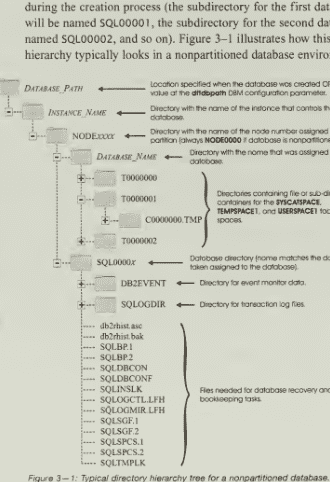 during the creation process (the subdirectory for the first data
will be named SQL00001, the subdirectory for the second data
named SQL00002, and so on). Figure 3–1 illustrates how this
hierarchy typically looks in a nonpartitioned database enviro
DATABASE_PATH
Location specified when the database was created OR
value at the dftdbpath DBM configuration parameter.
INSTANCE_NAME
Directory with the name of the instance that controls the
database.
NODExxxx
Directory with the name of the node number assigned
partition (always NODE0000 if database is nonpartitione
DATABASE_NAME
Directory with the name that was assigned
database.
T0000000
T0000001
C0000000.TMP
T0000002
Directories containing file or sub-di
containers for the SYSCATSPACE,
TEMPSPACE1, and USERSPACE1 tab
spaces.
SQL0000x
Database directory (name matches the da
token assigned to the database).
DB2EVENT
Directory for event monitor data.
SQLOGDIR
Directory for transaction log files.
db2rhist.asc
db2rhist.bak
SQLBP.1
SQLBP.2
SQLDBCON
SQLDBCONF
SQLINSLK
SQLOGCTL.LFH
SQLOGMIR.LFH
SQLSGF.1
SQLSGF.2
SQLSPCS.1
SQLSPCS.2
SQLTMPLK
Files needed for database recovery and
bookkeeping tasks.
Figure 3–1: Typical directory hierarchy tree for a nonpartitioned database.